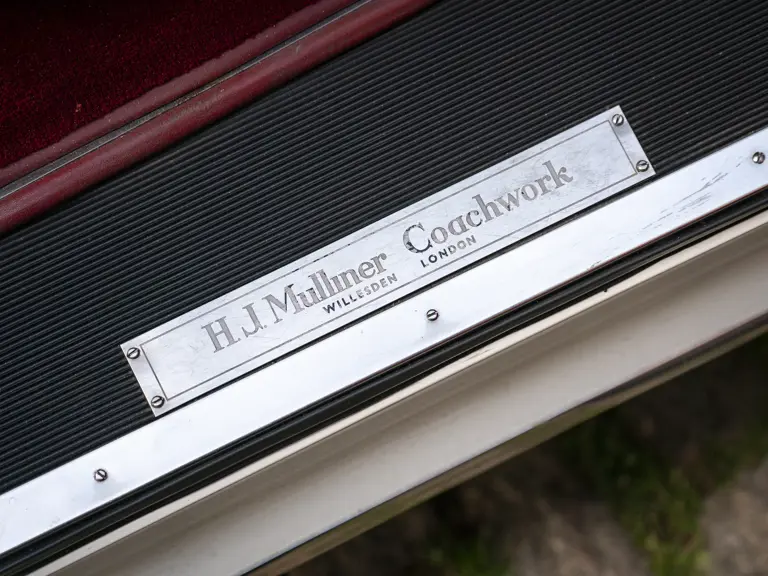 H. J. Mulliner Coachwork
WILLESDEN LONDON